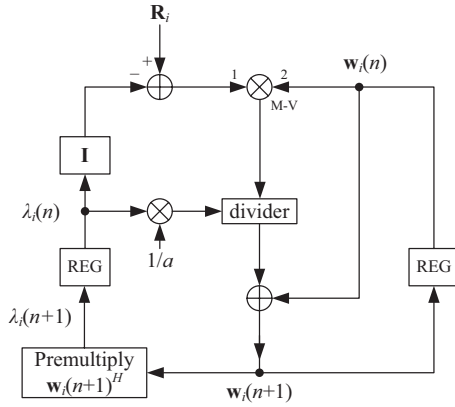 R_i
+
−
1
2
w_i(n)
M-V
I
λ_i(n)
divider
REG
1/a
REG
λ_i(n+1)
Premultiply
w_i(n+1)^H
w_i(n+1)